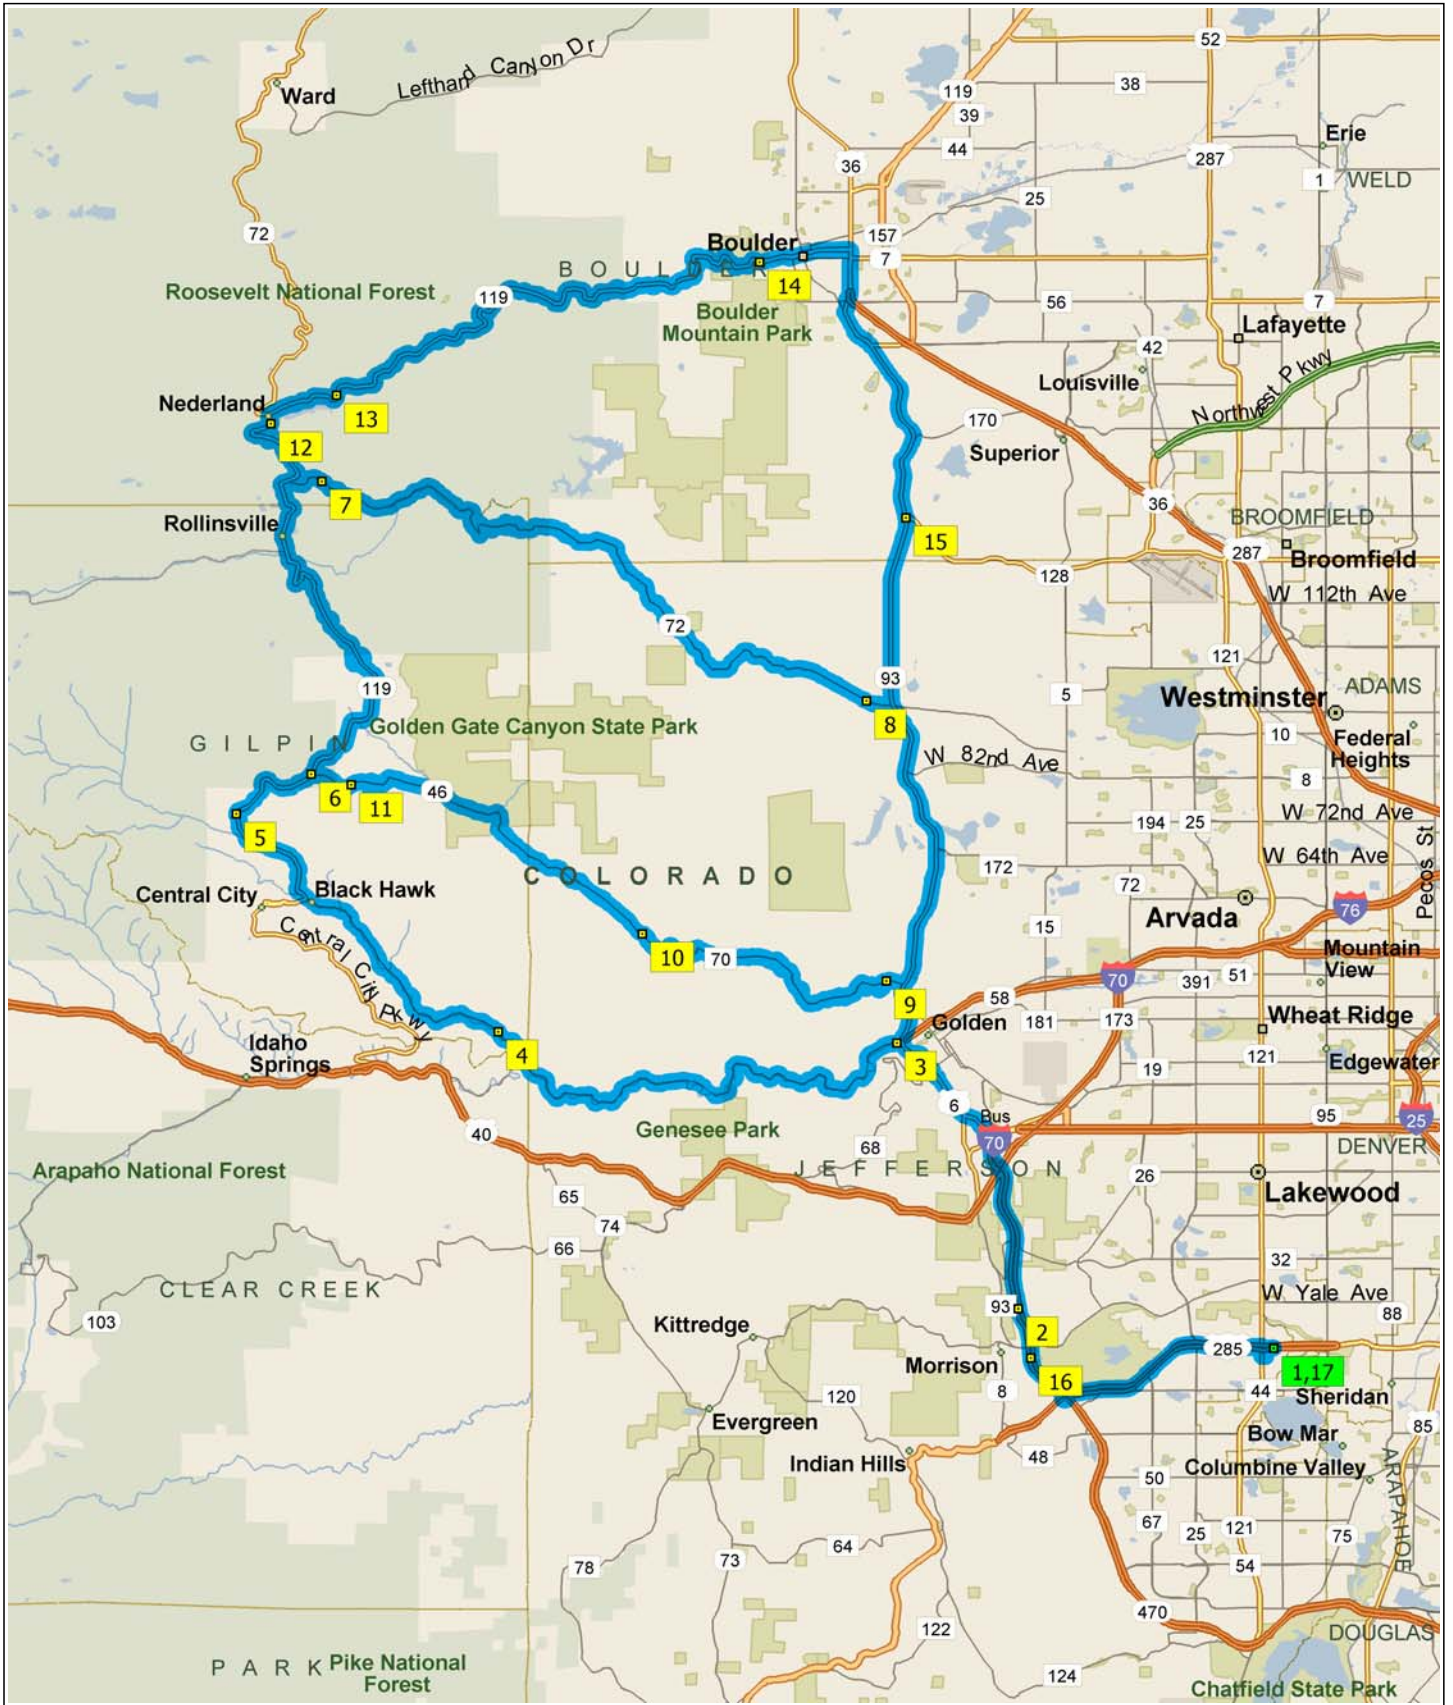 52
Ward
Lefthand Canyon Dr
119
38
39
Erie
36
44
287
1
WELD
25
72
157
Boulder
7
BOULDER
14
Roosevelt National Forest
119
56
7
Boulder
Mountain Park
Lafayette
42
Louisville
Northwest Pkwy
Nederland
13
170
12
Superior
7
36
Rollinsville
BROOMFIELD
15
287
Broomfield
128
W 112th Ave
72
121
93
119
5
Westminster
ADAMS
Golden Gate Canyon State Park
8
10
Federal
Heights
GILPIN
W 82nd Ave
8
6
11
46
W 72nd Ave
5
194
25
Pecos St
W 64th Ave
172
COLORADO
72
Central City
Black Hawk
76
Arvada
15
Central City Pkwy
10
70
Mountain
View
70
391
51
9
58
Golden
181
173
Wheat Ridge
Idaho
Springs
4
121
Edgewater
3
19
6
Bus
95
25
40
Genesee Park
70
68
DENVER
Arapaho National Forest
JEFFERSON
26
65
Lakewood
74
66
32
CLEAR CREEK
W Yale Ave
93
88
103
Kittredge
2
285
Morrison
1,17
16
8
44
Sheridan
120
Evergreen
85
Bow Mar
48
Indian Hills
Columbine Valley
50
ARAPAHOE
67
25
121
75
64
73
78
54
470
122
DOUGLAS
PARK
Pike National
Forest
124
Chatfield State Park